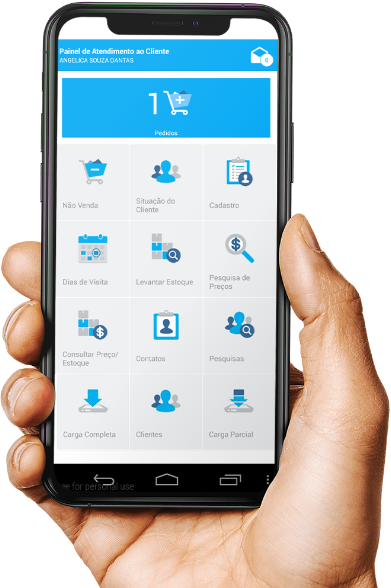 Painel de Atendimento ao Cliente
ANGELICA SOUZA DANTAS
0
1
Pedidos
Não Venda
Situação do
Cliente
Cadastro
Dias de Visita
Levantar Estoque
Pesquisa de
Preços
Consultar Preço/
Estoque
Contatos
Pesquisas
Carga Completa
Clientes
Carga Parcial
for personal use